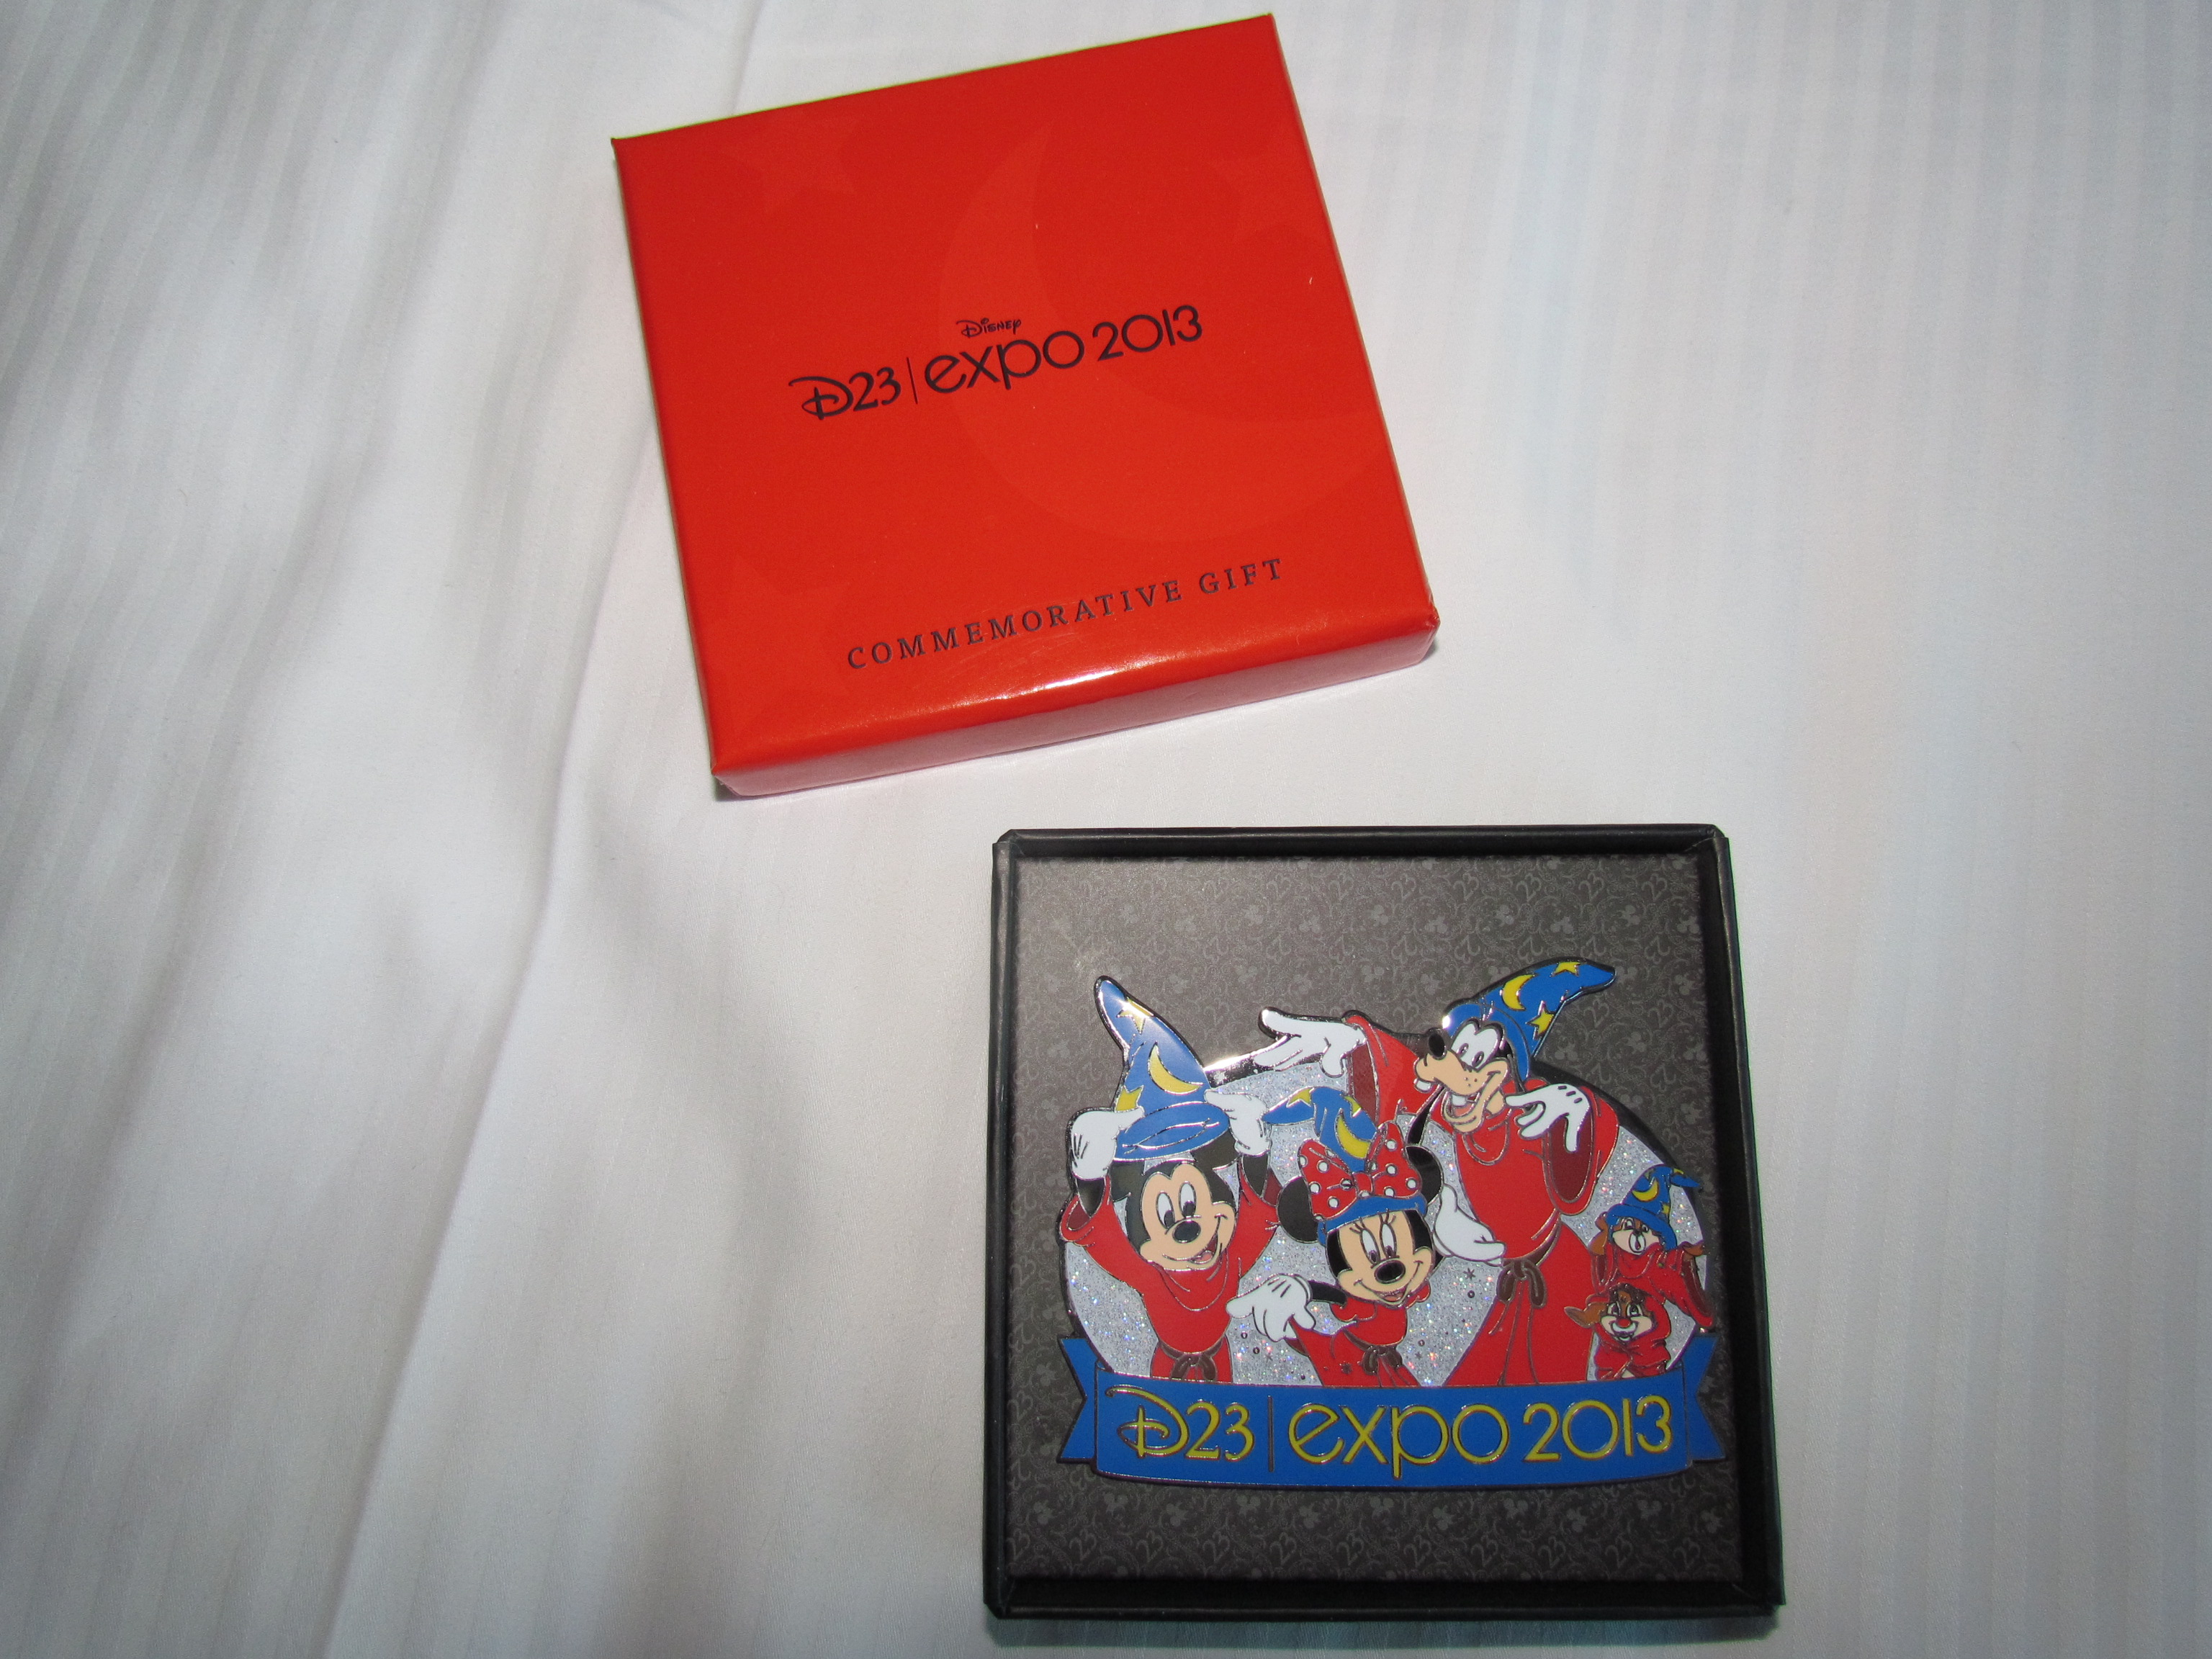 Disney
D23 | expo 2013
COMMEMORATIVE GIFT
D23 | expo 2013